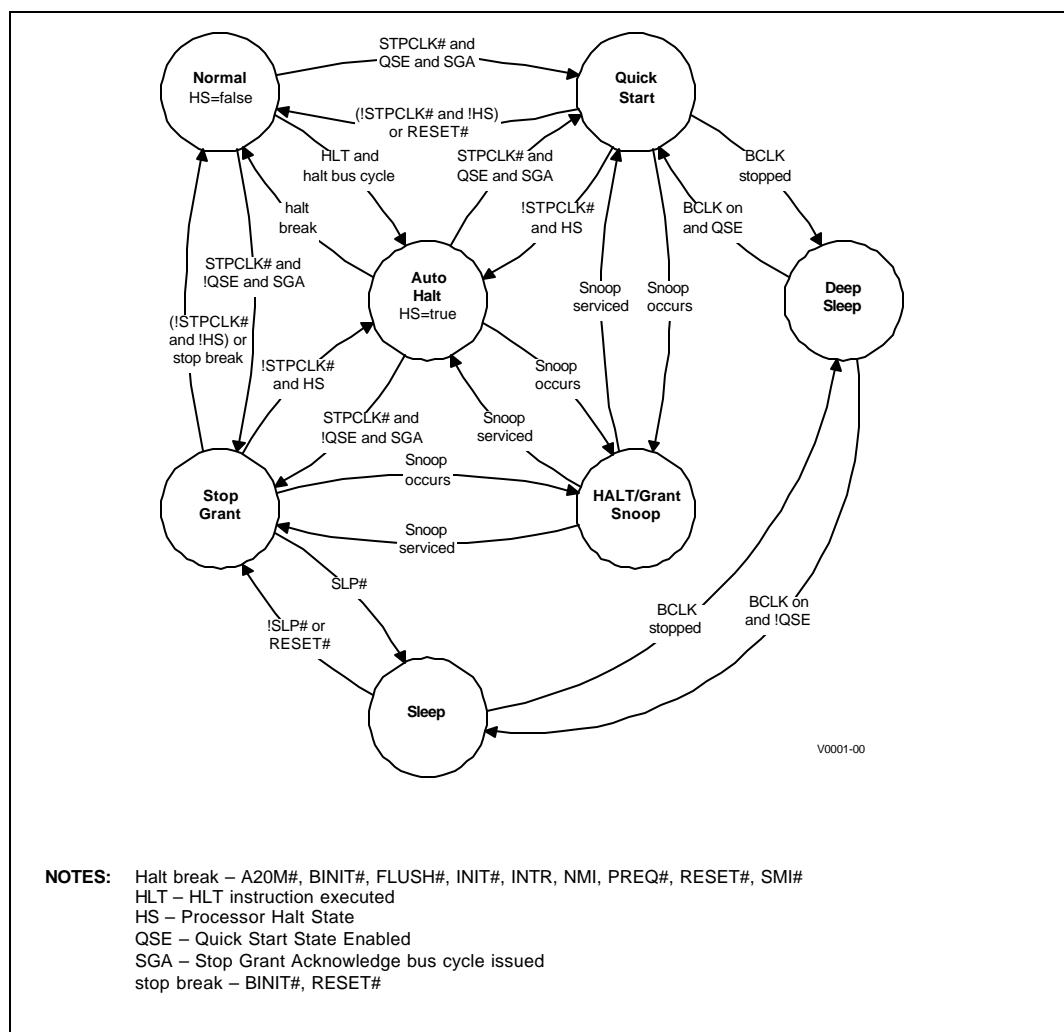 STPCLK# and
QSE and SGA
Normal
HS=false
Quick
Start
(!STPCLK# and !HS)
or RESET#
HLT and
halt bus cycle
STPCLK# and
QSE and SGA
BCLK
stopped
halt
break
!STPCLK#
and HS
BCLK on
and QSE
STPCLK# and
!QSE and SGA
Auto
Halt
HS=true
Snoop
serviced
Snoop
occurs
Deep
Sleep
(!STPCLK#
and !HS) or
stop break
!STPCLK#
and HS
Snoop
occurs
STPCLK# and
!QSE and SGA
Snoop
serviced
Snoop
occurs
Stop
Grant
HALT/Grant
Snoop
Snoop
serviced
SLP#
BCLK
stopped
BCLK on
and !QSE
!SLP# or
RESET#
Sleep
V0001-00
NOTES: Halt break – A20M#, BINIT#, FLUSH#, INIT#, INTR, NMI, PREQ#, RESET#, SMI#
HLT – HLT instruction executed
HS – Processor Halt State
QSE – Quick Start State Enabled
SGA – Stop Grant Acknowledge bus cycle issued
stop break – BINIT#, RESET#